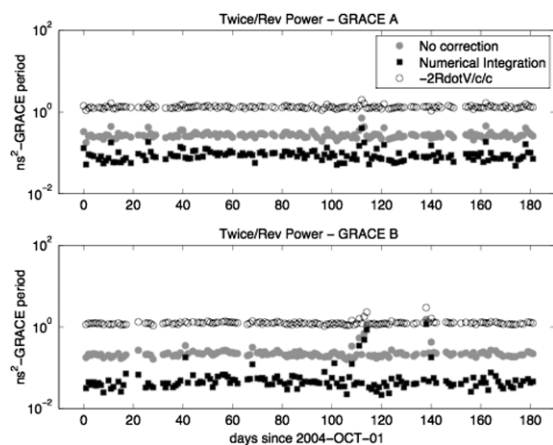 Twice/Rev Power – GRACE A
10²
10⁰
10⁻²
ns²–GRACE period
No correction
Numerical Integration
–2RdotV/c/c
0 20 40 60 80 100 120 140 160 180
Twice/Rev Power – GRACE B
10²
10⁰
10⁻²
ns²–GRACE period
0 20 40 60 80 100 120 140 160 180
days since 2004–OCT–01